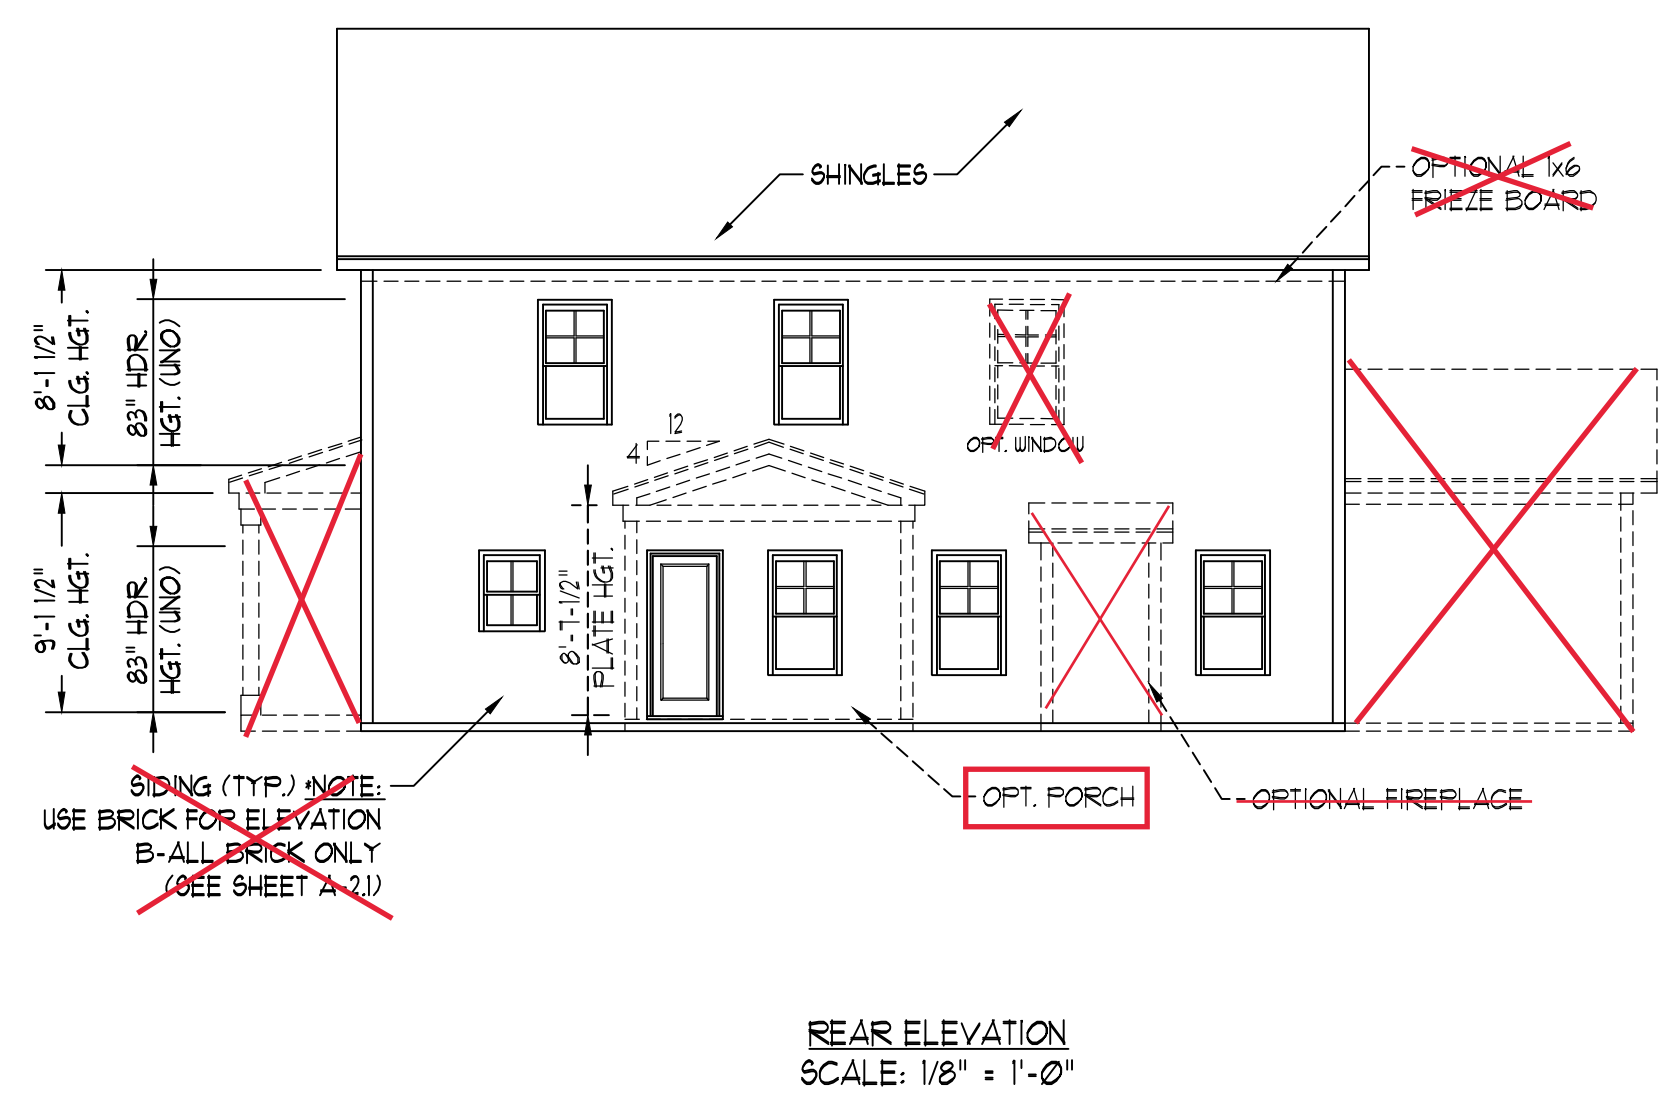 SHINGLES
OPTIONAL 1x6
FRIEZE BOARD
8'-1 1/2"
CLG. HGT.
83" HDR.
HGT. (UNO)
12
4
OPT. WINDOW
9'-1 1/2"
CLG. HGT.
83" HDR.
HGT. (UNO)
8'-7-1/2"
PLATE HGT.
SIDING (TYP.) *NOTE:
USE BRICK FOR ELEVATION
B-ALL BRICK ONLY
(SEE SHEET A-2.1)
OPT. PORCH
OPTIONAL FIREPLACE
REAR ELEVATION
SCALE: 1/8" = 1'-0"